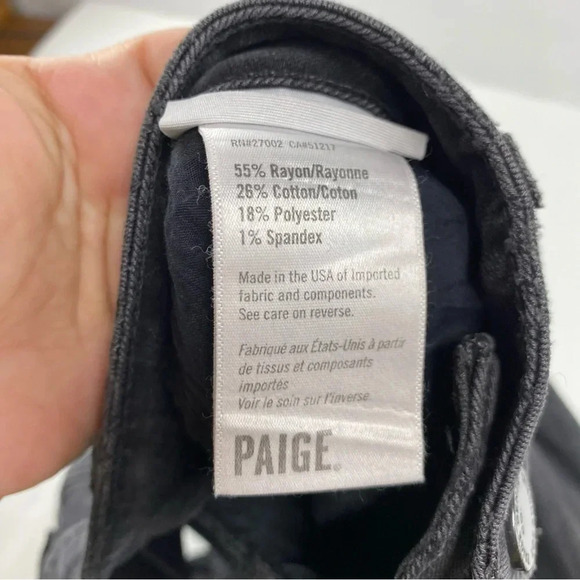 RN#27002 CA#51217
55% Rayon/Rayonne
26% Cotton/Coton
18% Polyester
1% Spandex
Made in the USA of Imported
fabric and components.
See care on reverse.
Fabriqué aux États-Unis à partir
de tissus et composants
importés
Voir le soin sur l'inverse
PAIGE